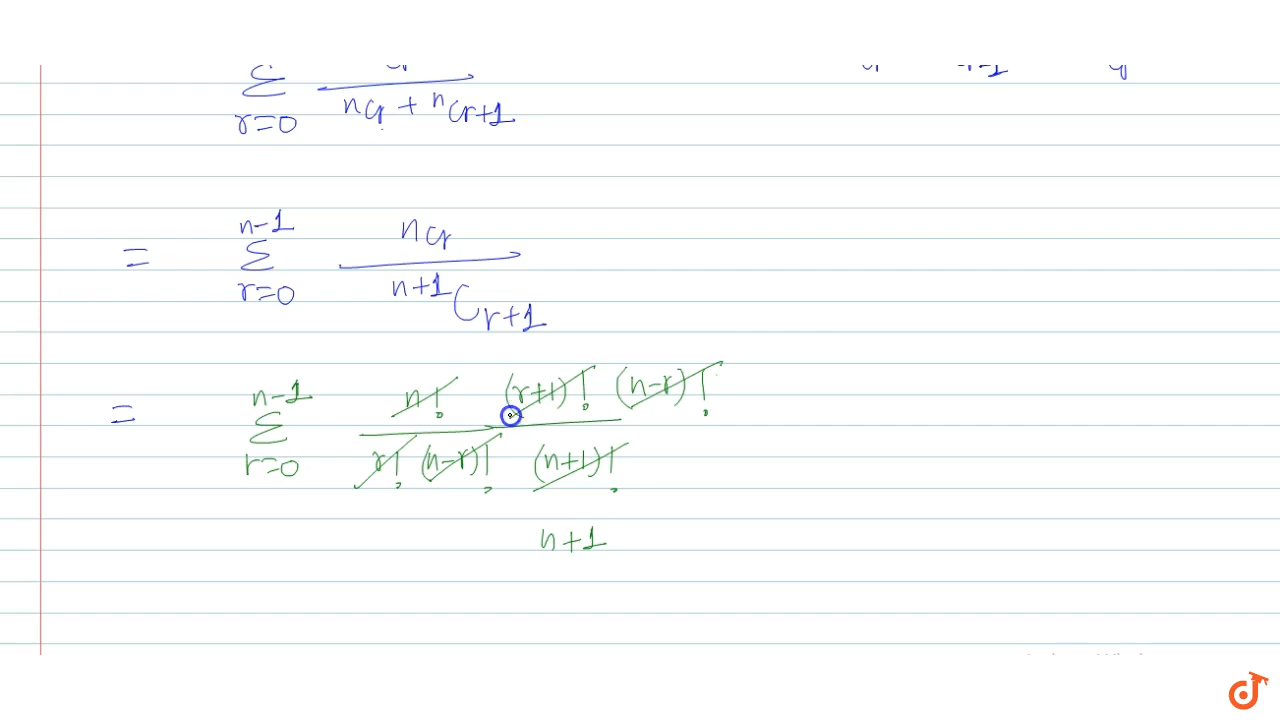 Σ
r=0 nCr + nCr+1
n-1
= Σ nCr
r=0 n+1Cr+1
n-1 n! (r+1)! (n-r)!
= Σ
r=0 r! (n-r)! (n+1)!
n+1